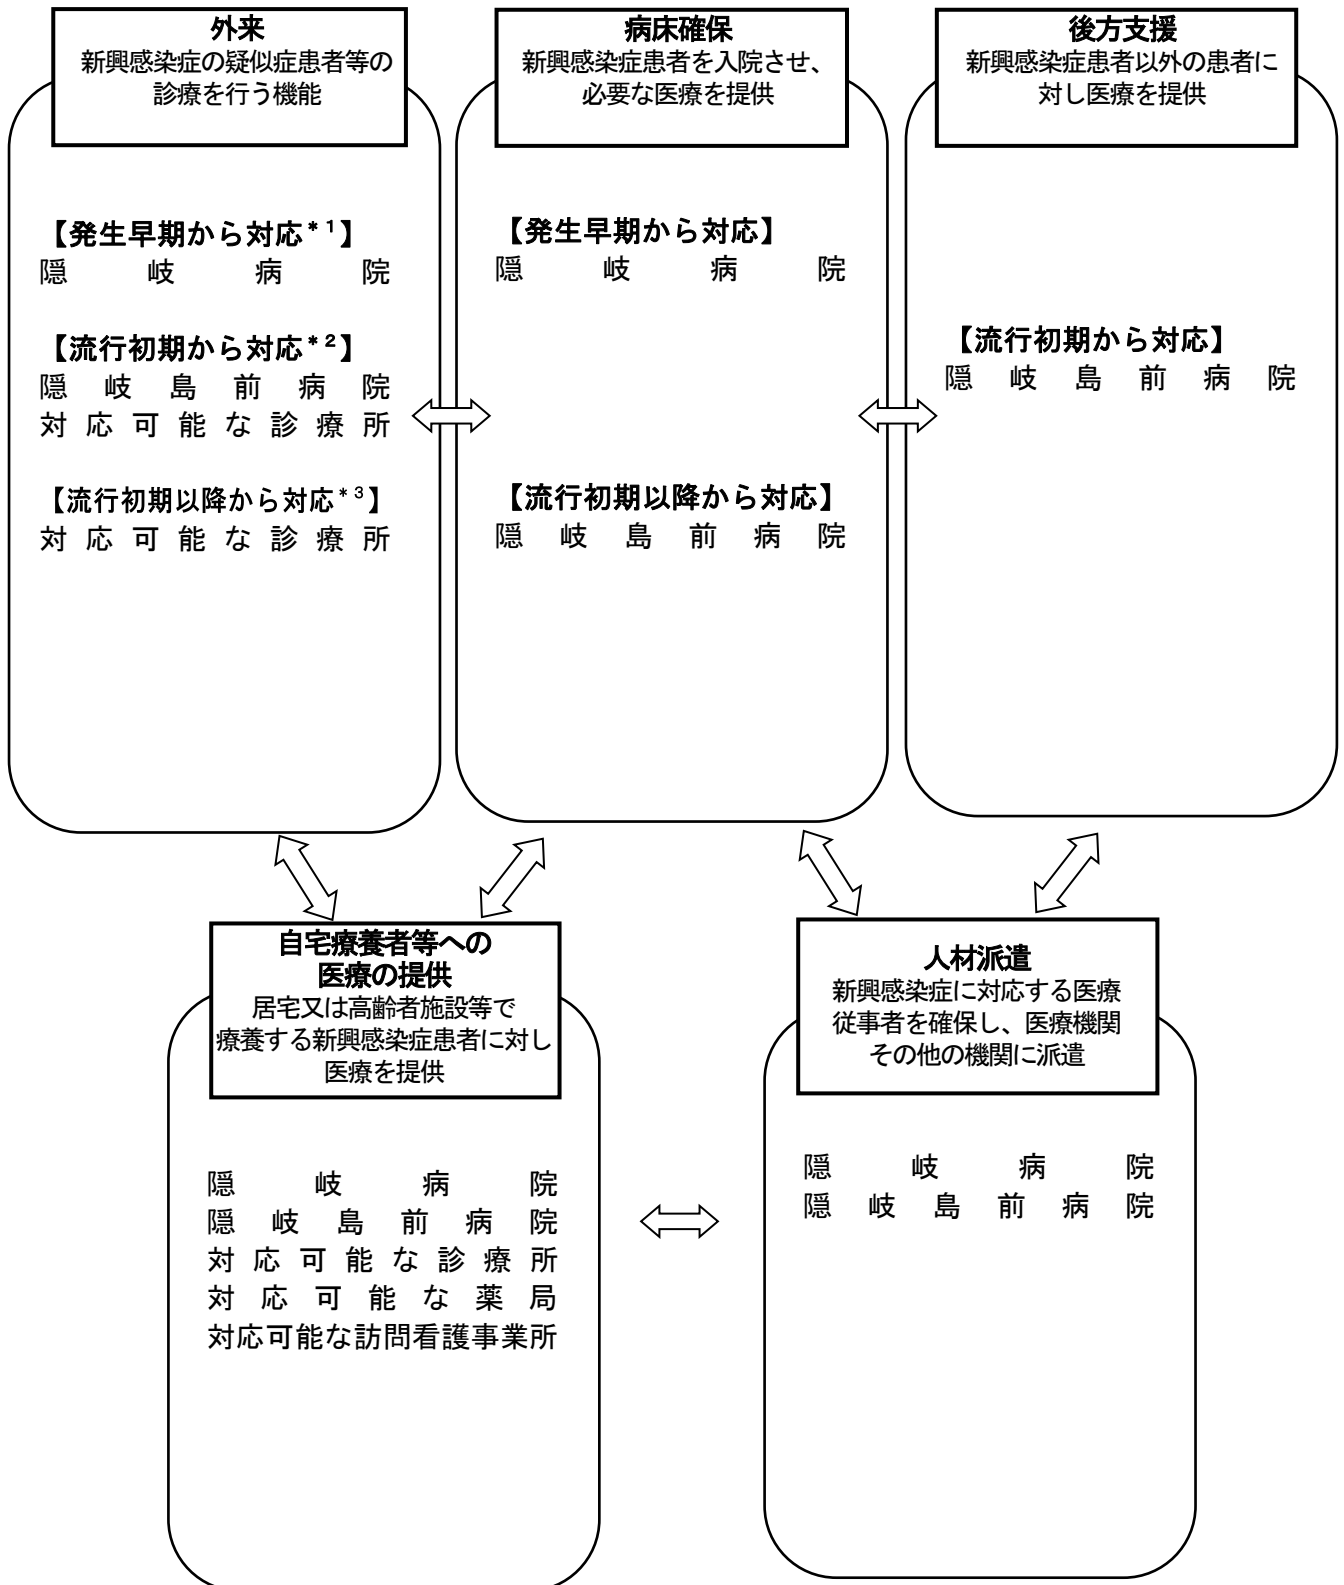 外来
新興感染症の疑似症患者等の
診療を行う機能
【発生早期から対応*1】
隠岐病院
【流行初期から対応*2】
隠岐島前病院
対応可能な診療所
【流行初期以降から対応*3】
対応可能な診療所
病床確保
新興感染症患者を入院させ、
必要な医療を提供
【発生早期から対応】
隠岐病院
【流行初期以降から対応】
隠岐島前病院
後方支援
新興感染症患者以外の患者に
対し医療を提供
【流行初期から対応】
隠岐島前病院
自宅療養者等への
医療の提供
居宅又は高齢者施設等で
療養する新興感染症患者に対し
医療を提供
隠岐病院
隠岐島前病院
対応可能な診療所
対応可能な薬局
対応可能な訪問看護事業所
人材派遣
新興感染症に対応する医療
従事者を確保し、医療機関
その他の機関に派遣
隠岐病院
隠岐島前病院